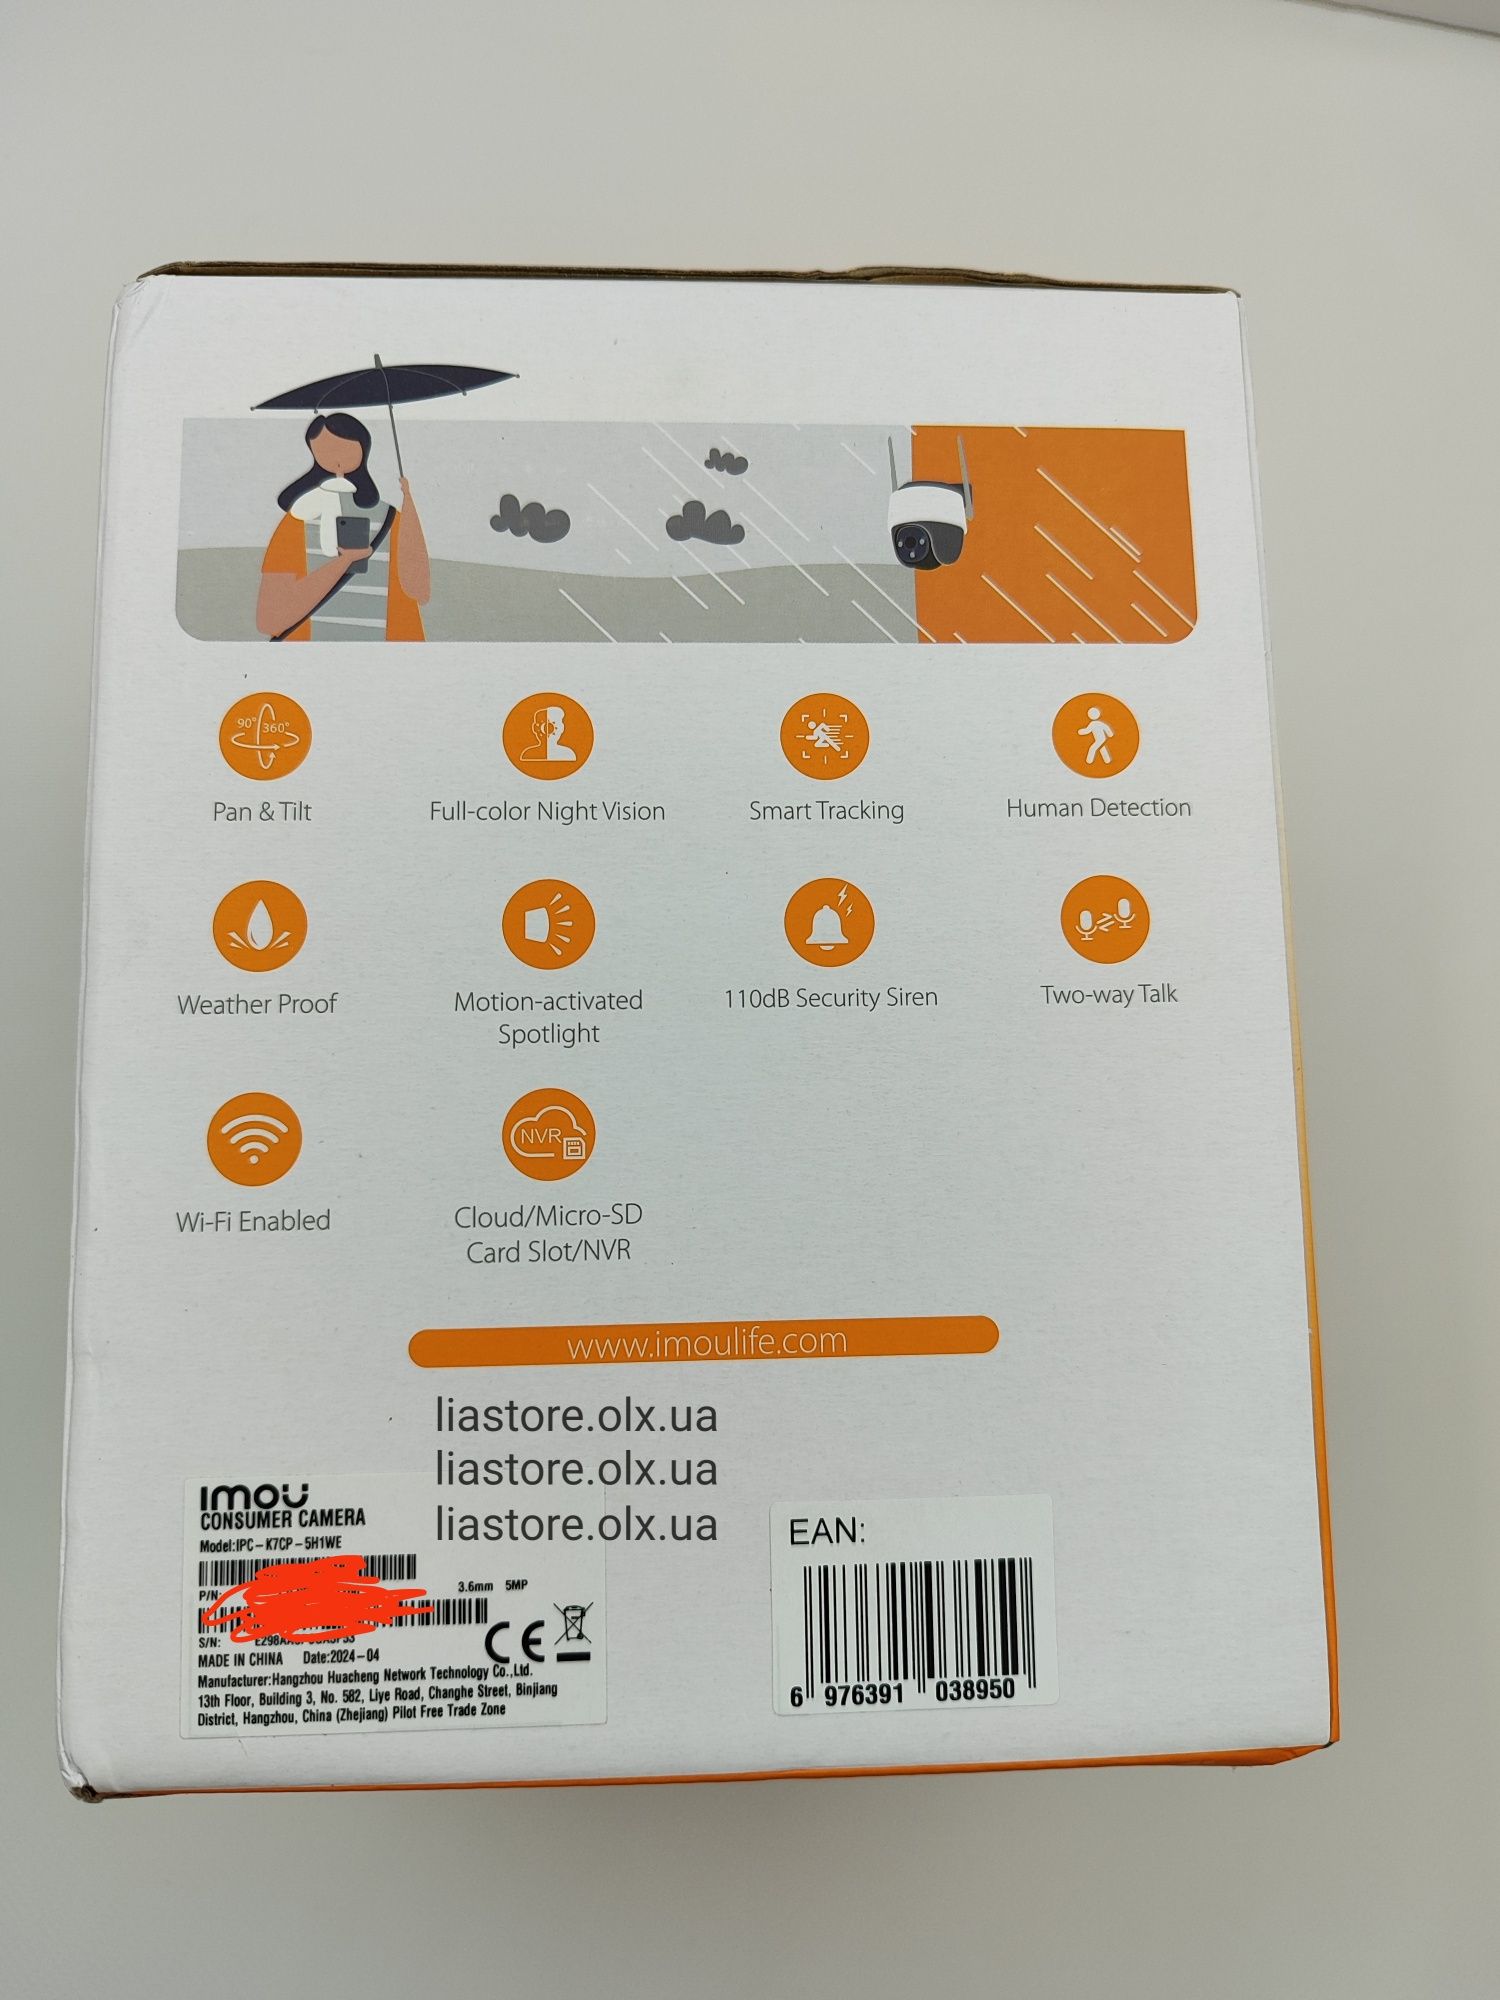 90° 360°
Pan & Tilt
Full-color Night Vision
Smart Tracking
Human Detection
Weather Proof
Motion-activated
Spotlight
110dB Security Siren
Two-way Talk
NVR
Wi-Fi Enabled
Cloud/Micro-SD
Card Slot/NVR
www.imoulife.com
liastore.olx.ua
liastore.olx.ua
liastore.olx.ua
imou
CONSUMER CAMERA
Model:IPC-K7CP-5H1WE
P/N:
3.6mm 5MP
S/N:
CE
MADE IN CHINA Date:2024-04
Manufacturer:Hangzhou Huacheng Network Technology Co.,Ltd.
13th Floor, Building 3, No. 582, Liye Road, Changhe Street, Binjiang
District, Hangzhou, China (Zhejiang) Pilot Free Trade Zone
EAN:
6 976391 038950